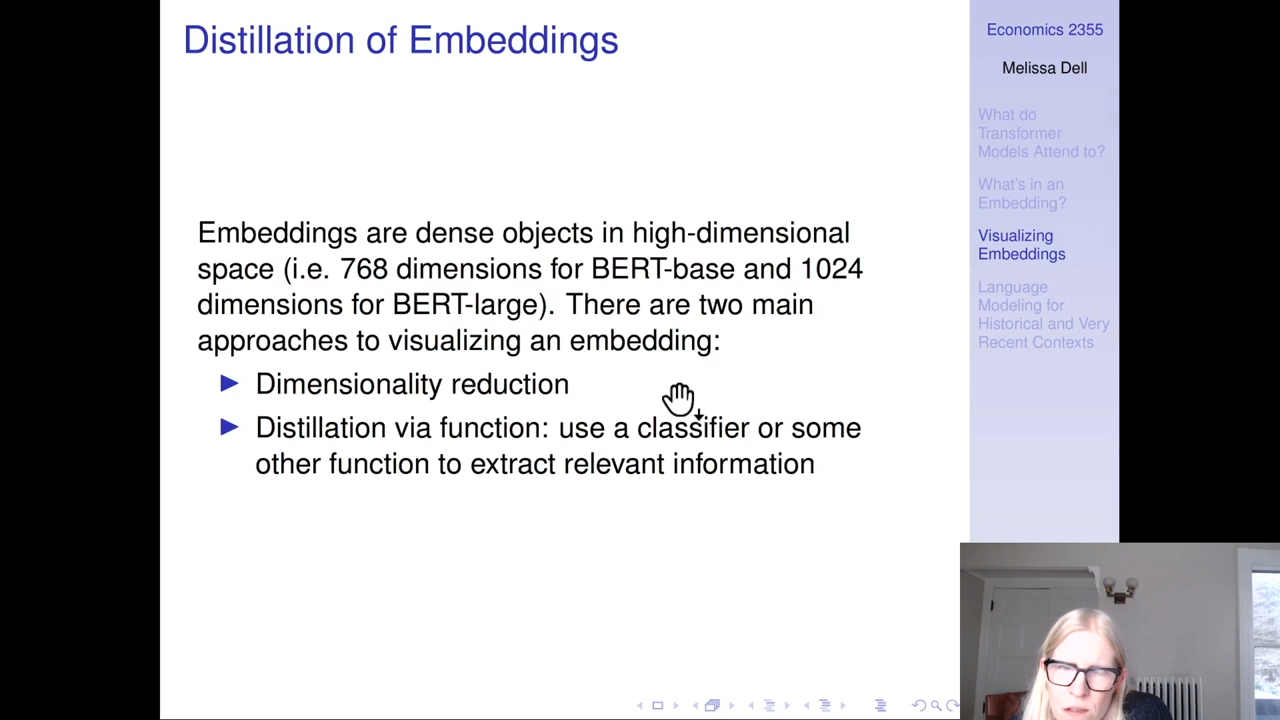 Distillation of Embeddings
Embeddings are dense objects in high-dimensional
space (i.e. 768 dimensions for BERT-base and 1024
dimensions for BERT-large). There are two main
approaches to visualizing an embedding:
Dimensionality reduction
Distillation via function: use a classifier or some
other function to extract relevant information
Economics 2355
Melissa Dell
What do
Transformer
Models Attend to?
What's in an
Embedding?
Visualizing
Embeddings
Language
Modeling for
Historical and Very
Recent Contexts